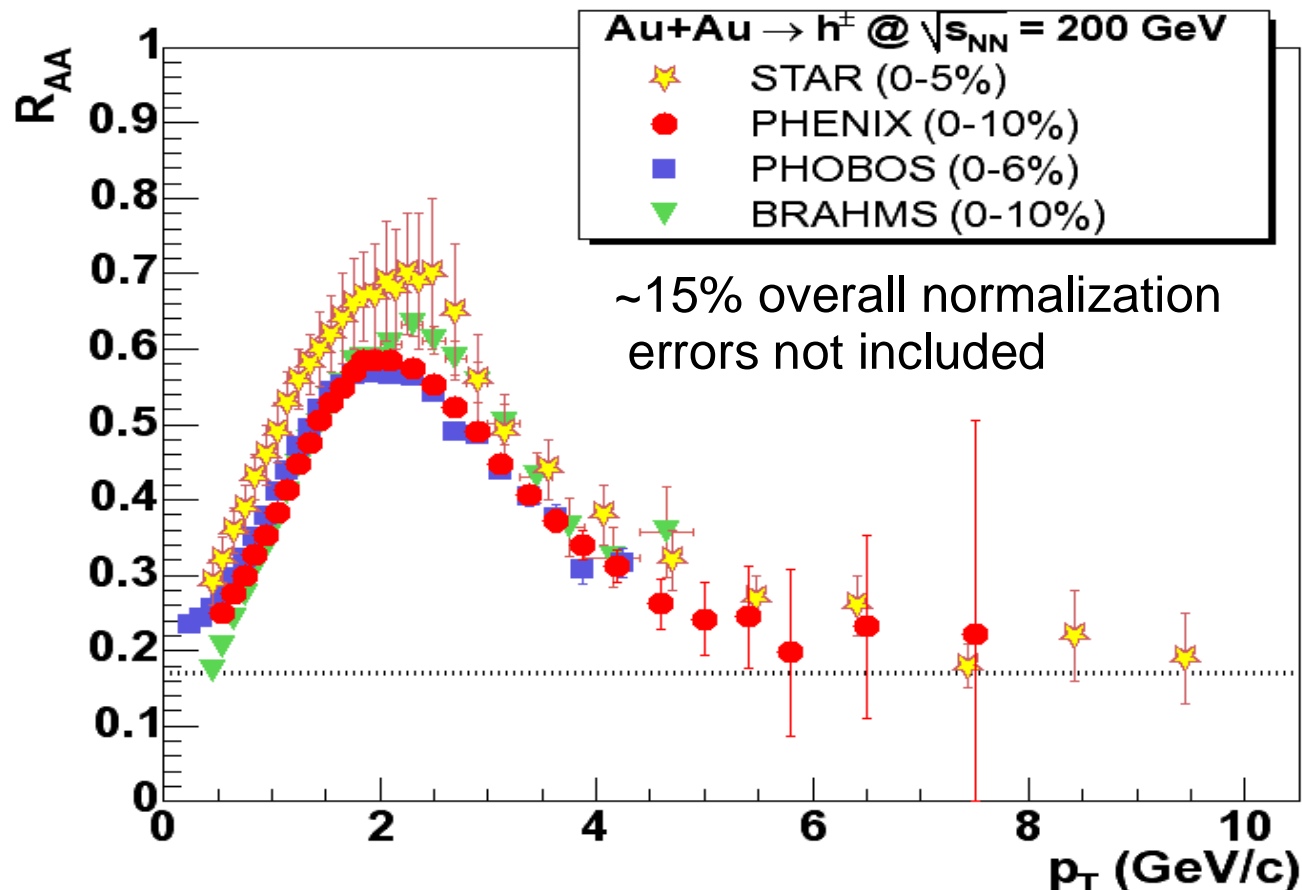 Au+Au → h± @ √sNN = 200 GeV
STAR (0-5%)
PHENIX (0-10%)
PHOBOS (0-6%)
BRAHMS (0-10%)
~15% overall normalization
errors not included
RAA
1
0.9
0.8
0.7
0.6
0.5
0.4
0.3
0.2
0.1
0
0 2 4 6 8 10
pT (GeV/c)